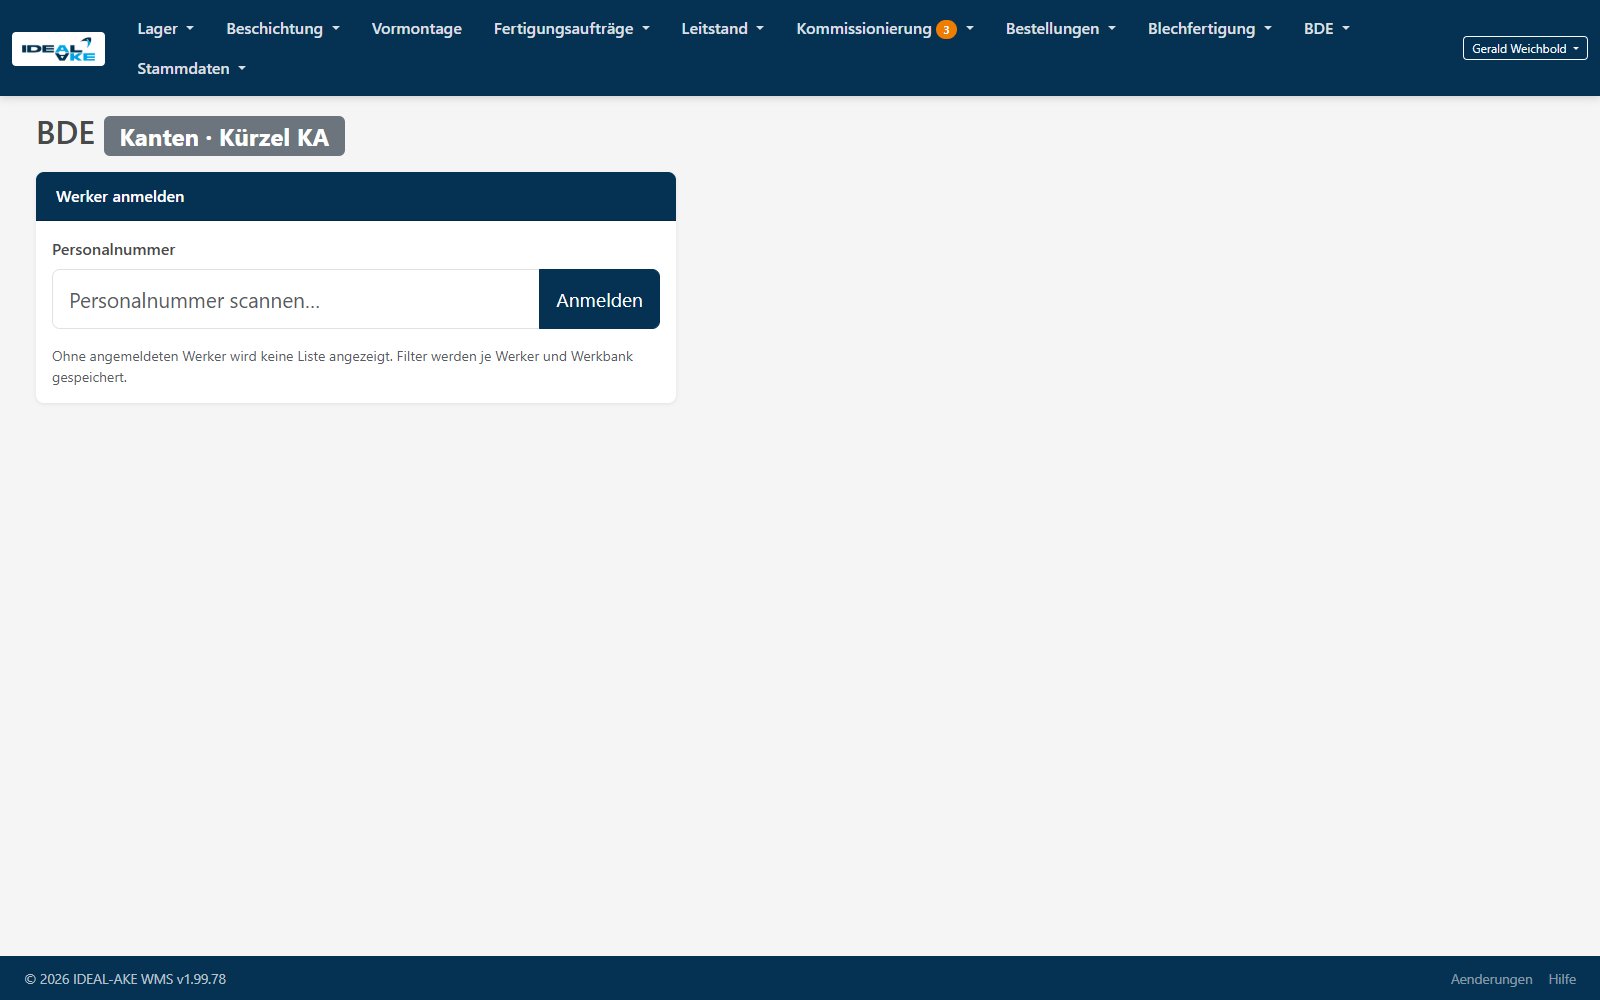 IDEAL AKE
Lager
Beschichtung
Vormontage
Fertigungsaufträge
Leitstand
Kommissionierung 3
Bestellungen
Blechfertigung
BDE
Stammdaten
Gerald Weichbold
BDE Kanten · Kürzel KA
Werker anmelden
Personalnummer
Personalnummer scannen...
Anmelden
Ohne angemeldeten Werker wird keine Liste angezeigt. Filter werden je Werker und Werkbank
gespeichert.
© 2026 IDEAL-AKE WMS v1.99.78
Aenderungen
Hilfe